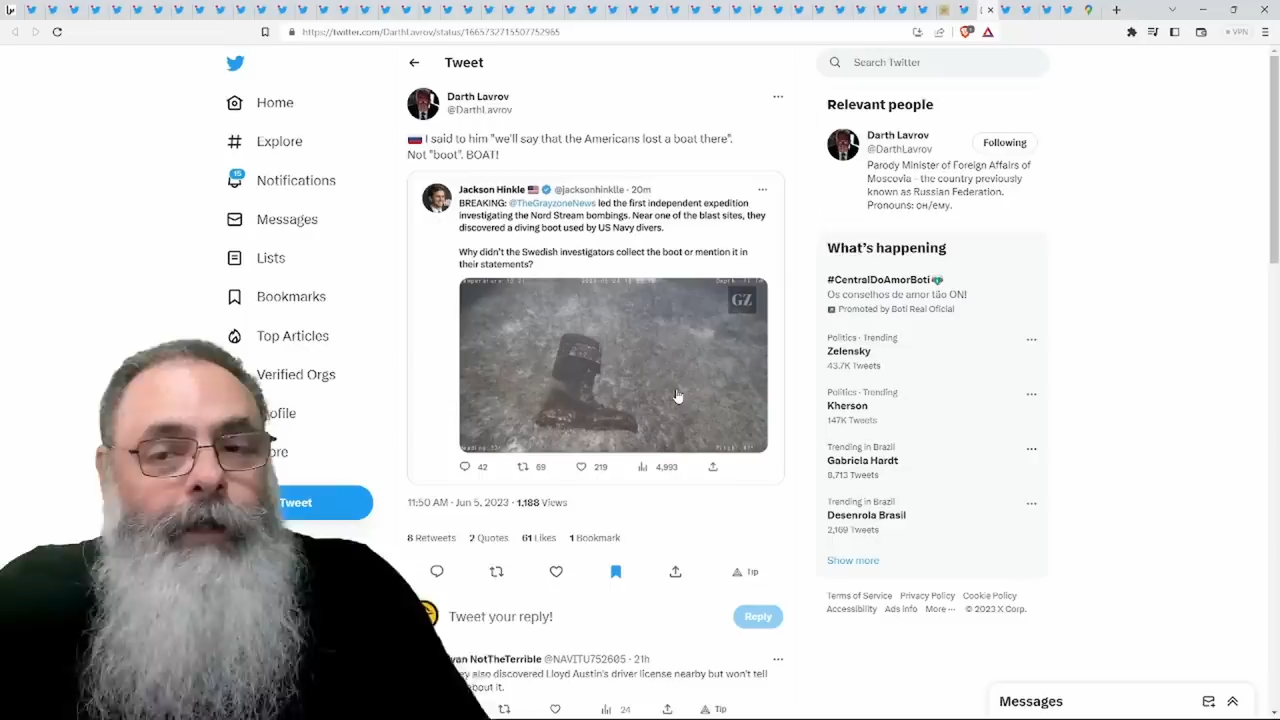 https://twitter.com/DarthLavrov/status/1665732715507752965
VPN
Home
Explore
15
Notifications
Messages
Lists
Bookmarks
Top Articles
Verified Orgs
Tweet
Tweet
Darth Lavrov
@DarthLavrov
I said to him "we'll say that the Americans lost a boat there".
Not "boot". BOAT!
Jackson Hinkle @jacksonhinklle · 20m
BREAKING: @TheGrayzoneNews led the first independent expedition
investigating the Nord Stream bombings. Near one of the blast sites, they
discovered a diving boot used by US Navy divers.
Why didn't the Swedish investigators collect the boot or mention it in
their statements?
GZ
42 69 219 4,993
11:50 AM · Jun 5, 2023 · 1,188 Views
8 Retweets 2 Quotes 61 Likes 1 Bookmark
Tip
Tweet your reply!
Reply
NotTheTerrible @NAVITU752605 · 21h
also discovered Lloyd Austin's driver license nearby but won't tell
it.
24 Tip
Search Twitter
Relevant people
Darth Lavrov
@DarthLavrov
Following
Parody Minister of Foreign Affairs of
Moscovia - the country previously
known as Russian Federation.
Pronouns: он/ему.
What's happening
#CentralDoAmorBoti
Os conselhos de amor tão ON!
Promoted by Boti Real Oficial
Politics · Trending
Zelensky
43.7K Tweets
Politics · Trending
Kherson
147K Tweets
Trending in Brazil
Gabriela Hardt
8,713 Tweets
Trending in Brazil
Desenrola Brasil
2,169 Tweets
Show more
Terms of Service Privacy Policy Cookie Policy
Accessibility Ads info More ··· © 2023 X Corp.
Messages